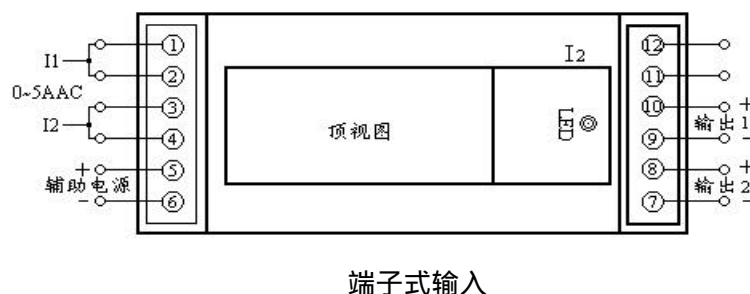 I1
0~5AAC
I2
+
辅助电源
-
①
②
③
④
⑤
⑥
顶视图
I2
LED
⑫
⑪
⑩
⑨
⑧
⑦
+
输出1
-
+
输出2
-
端子式输入